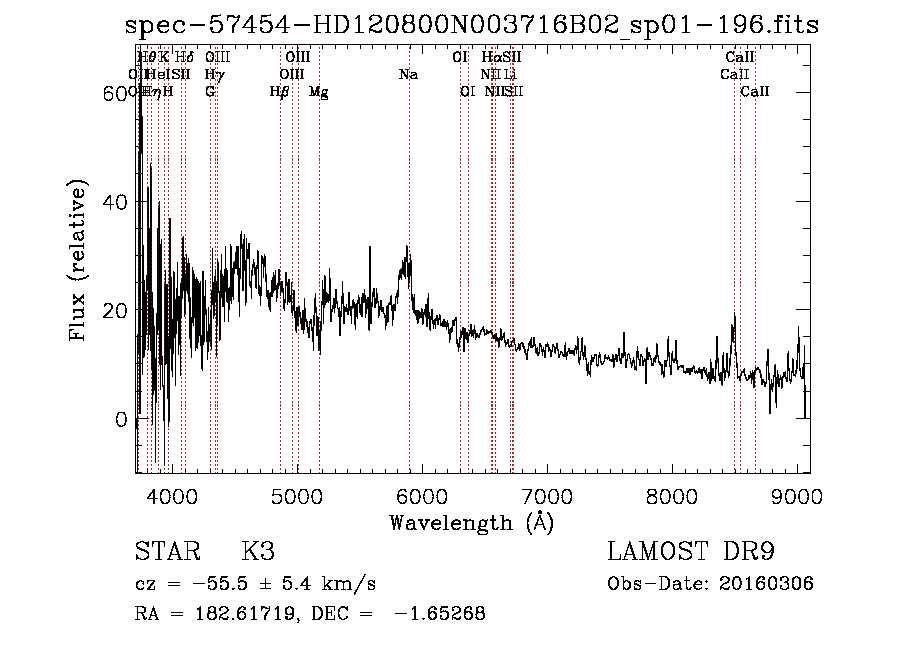 spec-57454-HD120800N003716B02_sp01-196.fits
Hθ K Hδ OIII OIII OI Hα SII CaII
HeI SII Hγ OIII Na NII Li CaII
Hη H G Hβ Mg OI NII SII CaII
60
40
20
0
Flux (relative)
4000 5000 6000 7000 8000 9000
Wavelength (Å)
STAR K3 LAMOST DR9
cz = -55.5 ± 5.4 km/s Obs-Date: 20160306
RA = 182.61719, DEC = -1.65268